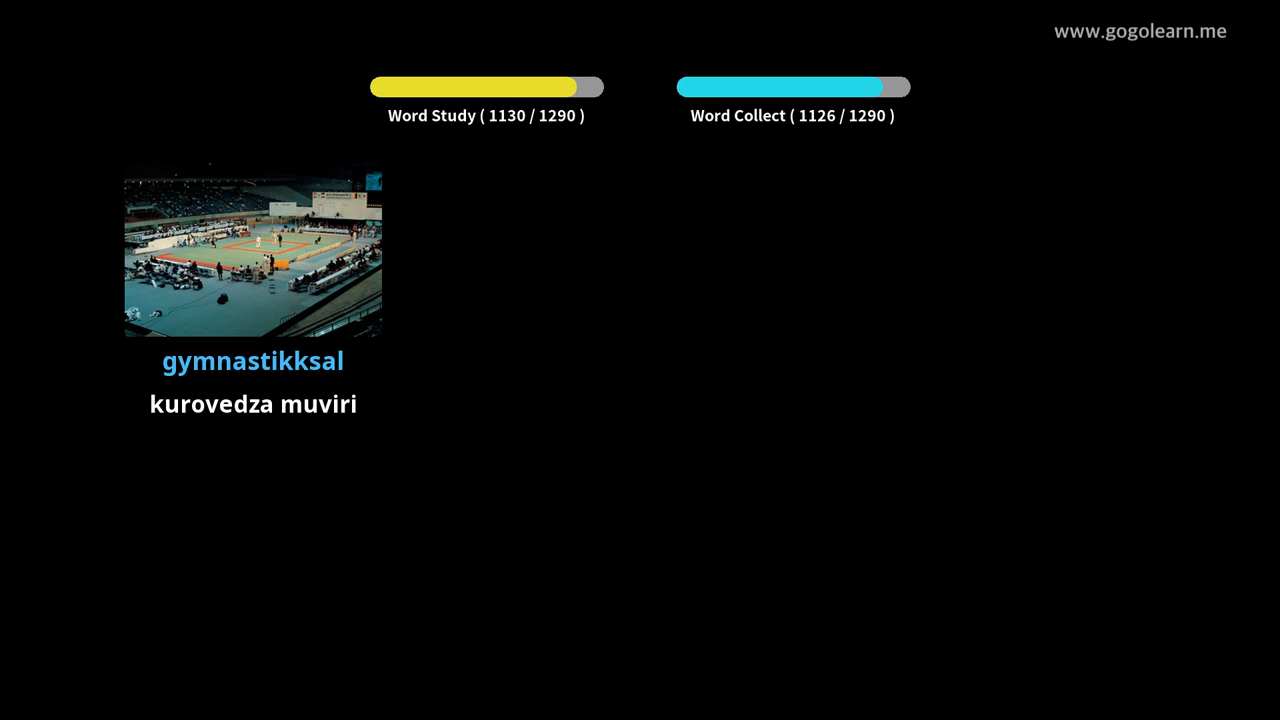 www.gogolearn.me
Word Study ( 1130 / 1290 )
Word Collect ( 1126 / 1290 )
gymnastikksal
kurovedza muviri